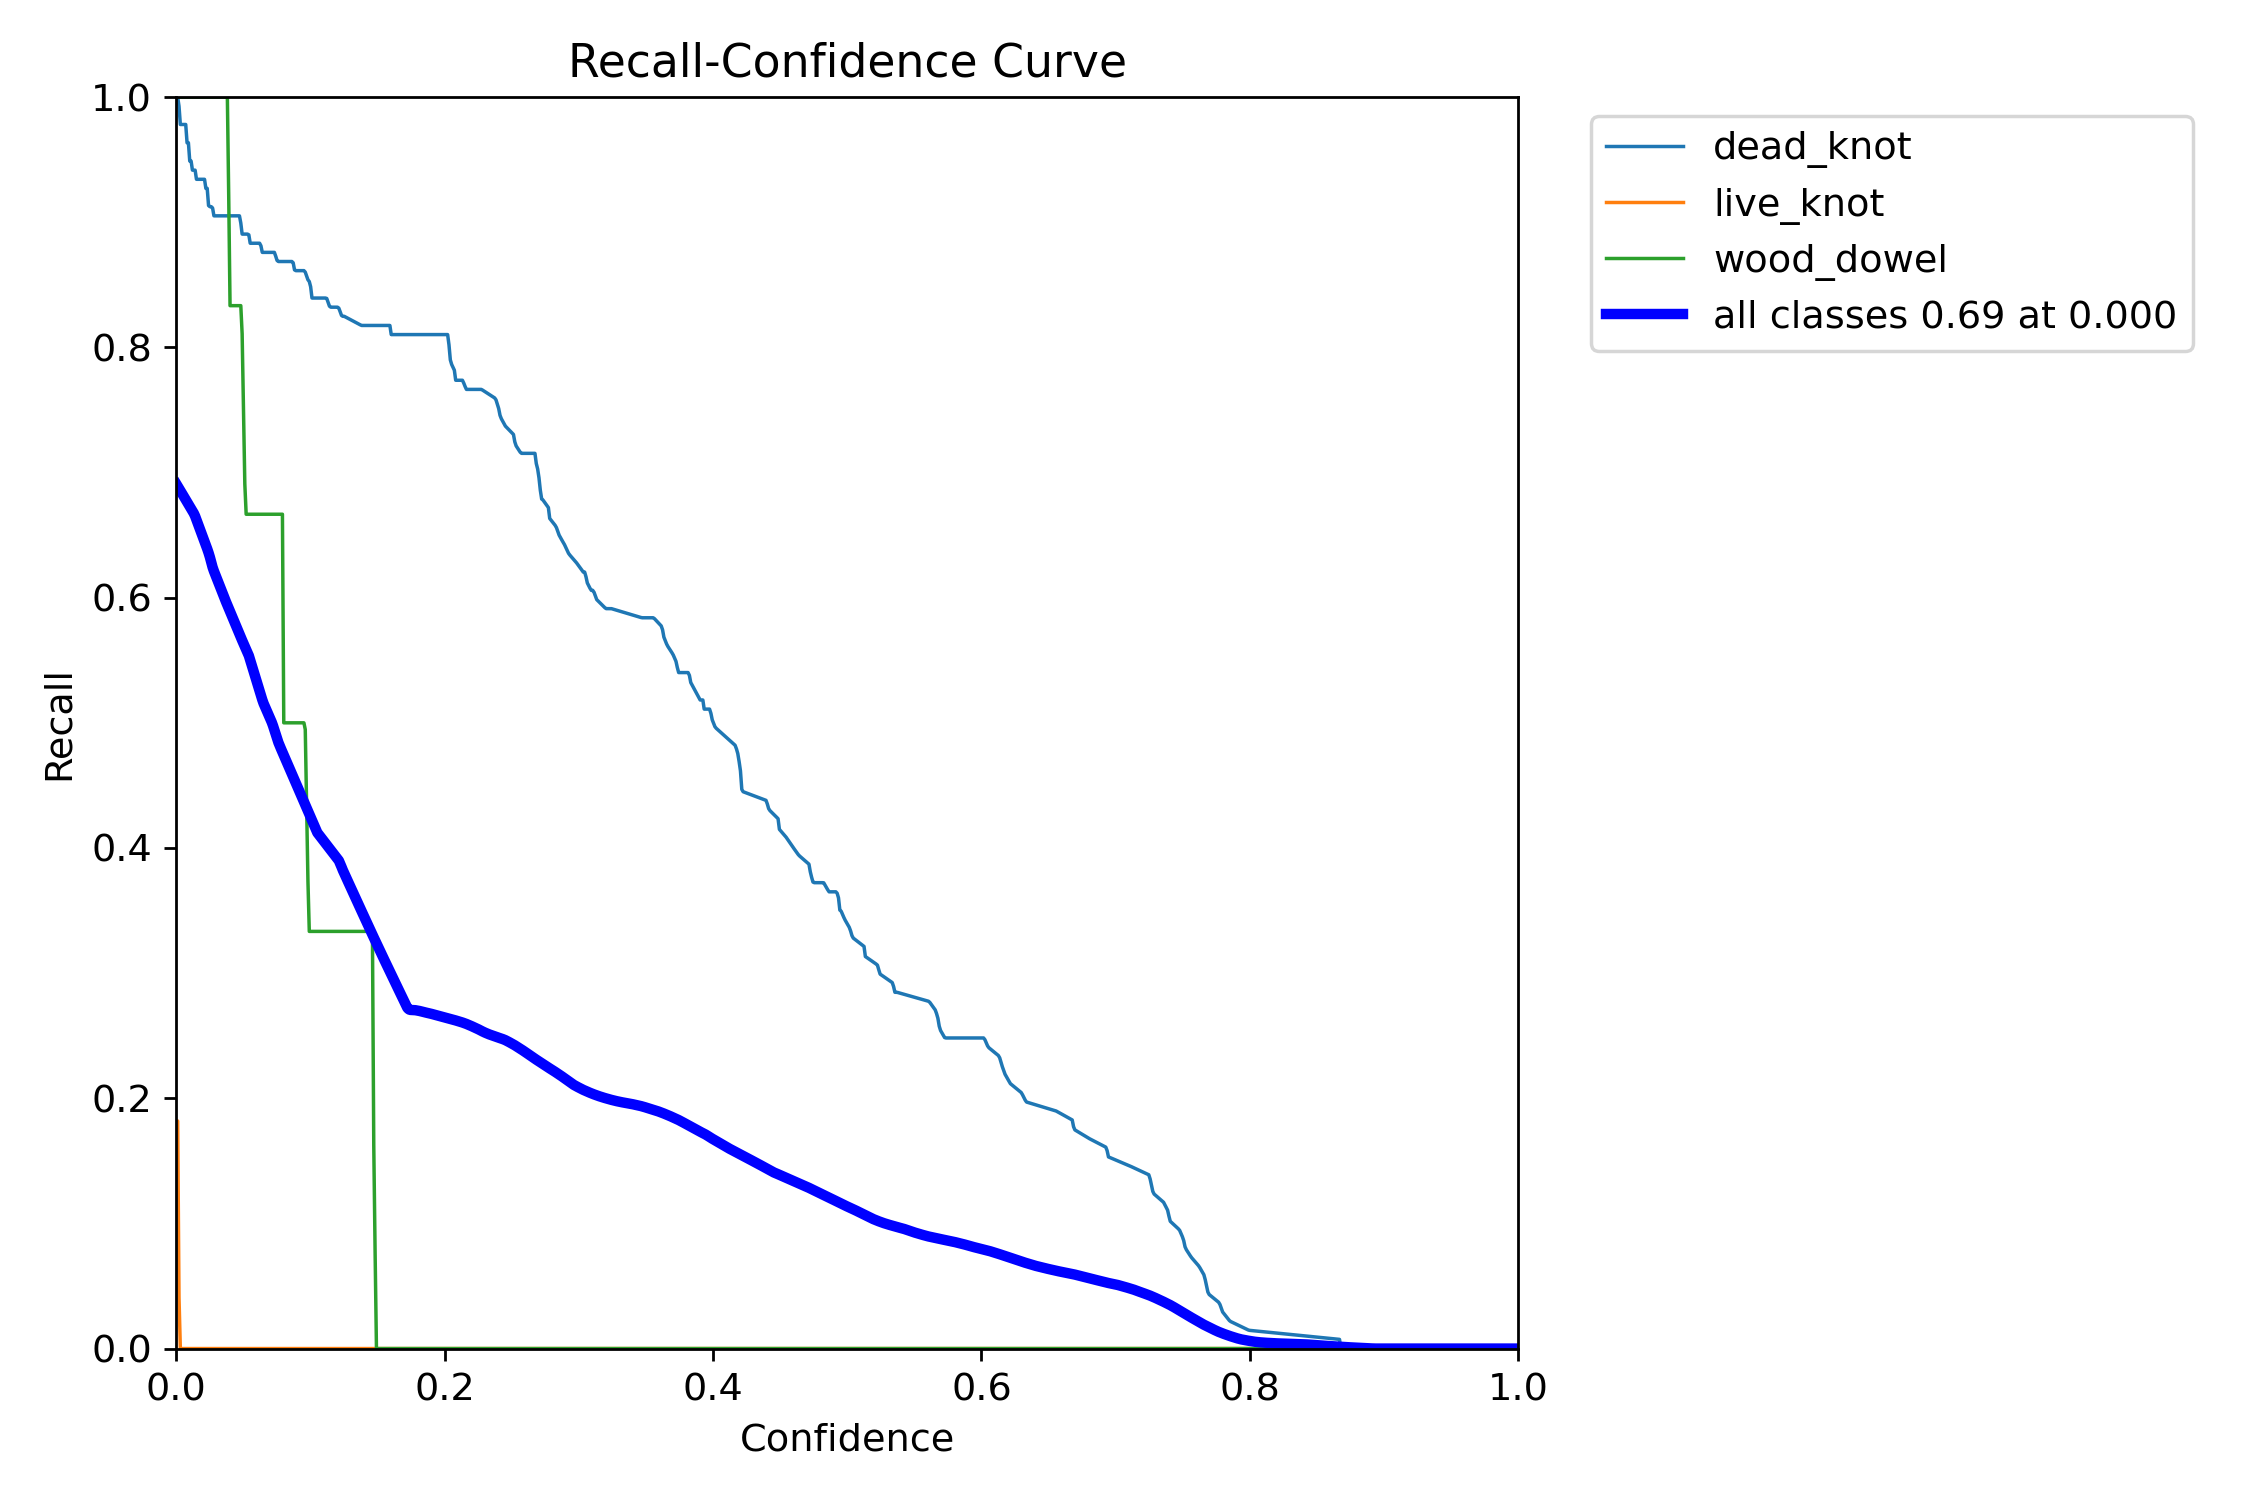 Recall-Confidence Curve
1.0
0.8
0.6
0.4
0.2
0.0
Recall
0.0 0.2 0.4 0.6 0.8 1.0
Confidence
dead_knot
live_knot
wood_dowel
all classes 0.69 at 0.000